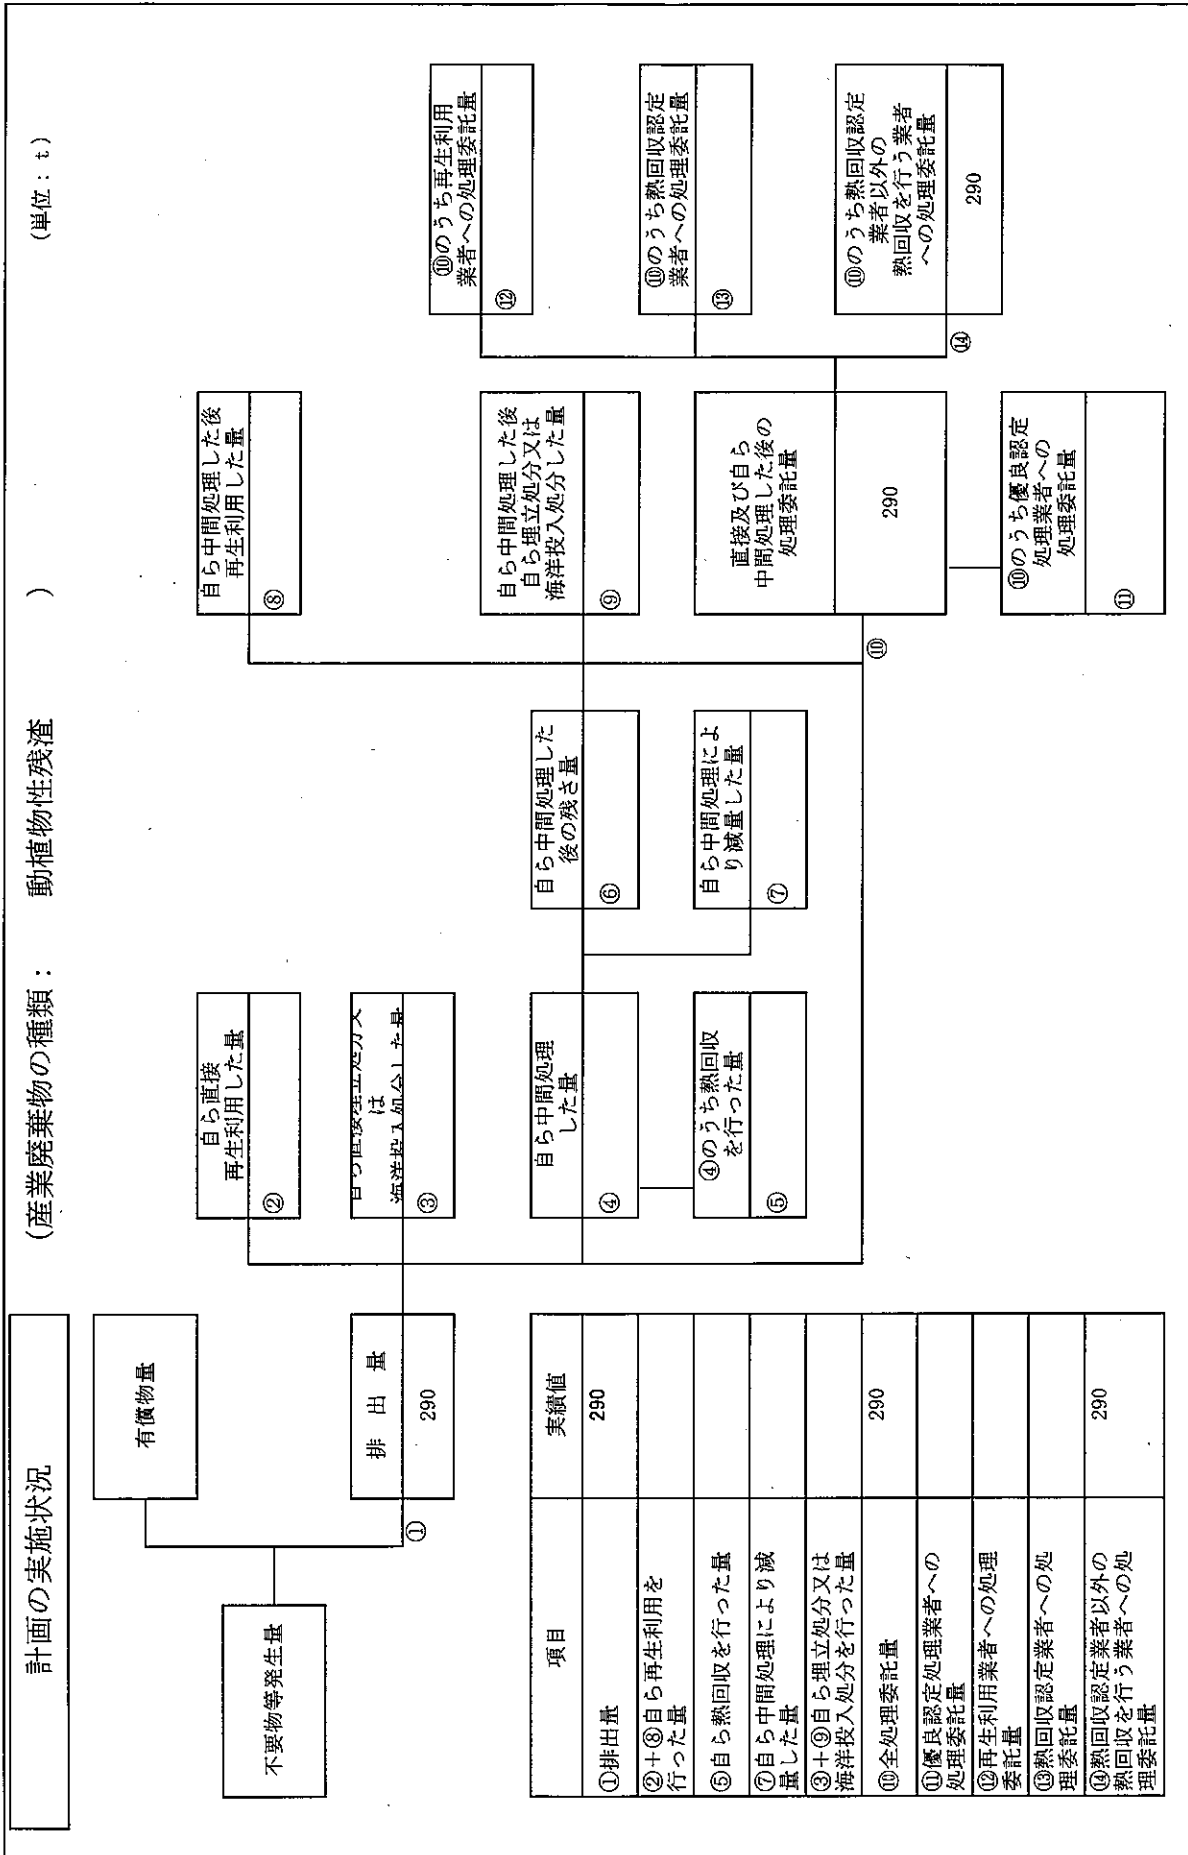 計画の実施状況
(産業廃棄物の種類： 動植物性残渣 )
(単位：t)
不要物等発生量
有償物量
①
排出量
290
自ら直接
再生利用した量
②
自ら直接埋立処分又
は
海洋投入処分した量
③
自ら中間処理
した量
④
④のうち熱回収
を行った量
⑤
自ら中間処理した
後の残さ量
⑥
自ら中間処理によ
り減量した量
⑦
自ら中間処理した後
再生利用した量
⑧
自ら中間処理した後
自ら埋立処分又は
海洋投入処分した量
⑨
直接及び自ら
中間処理した後の
処理委託量
290
⑩
⑩のうち優良認定
処理業者への
処理委託量
⑪
⑩のうち再生利用
業者への処理委託量
⑫
⑩のうち熱回収認定
業者への処理委託量
⑬
⑩のうち熱回収認定
業者以外の
熱回収を行う業者
への処理委託量
290
⑭
項目 実績値
①排出量 290
②+⑧自ら再生利用を
行った量
⑤自ら熱回収を行った量
⑦自ら中間処理により減
量した量
③+⑨自ら埋立処分又は
海洋投入処分を行った量
⑩全処理委託量 290
⑪優良認定処理業者への
処理委託量
⑫再生利用業者への処理
委託量
⑬熱回収認定業者への処
理委託量
⑭熱回収認定業者以外の
熱回収を行う業者への処
理委託量 290